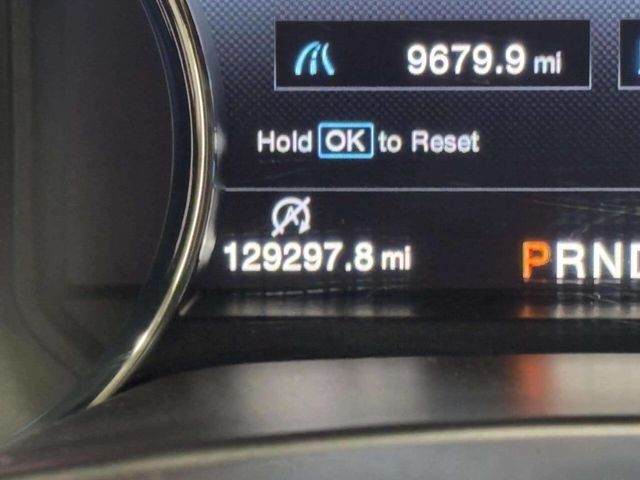 9679.9 mi
Hold OK to Reset
129297.8 mi
PRND